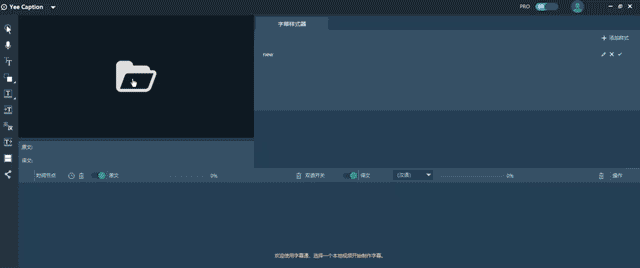 Yee Caption
PRO
字幕样式器
添加样式
new
原文:
译文:
时间节点
原文
0%
双语开关
译文
(汉语)
0%
操作
欢迎使用字幕通，选择一个本地视频开始制作字幕。